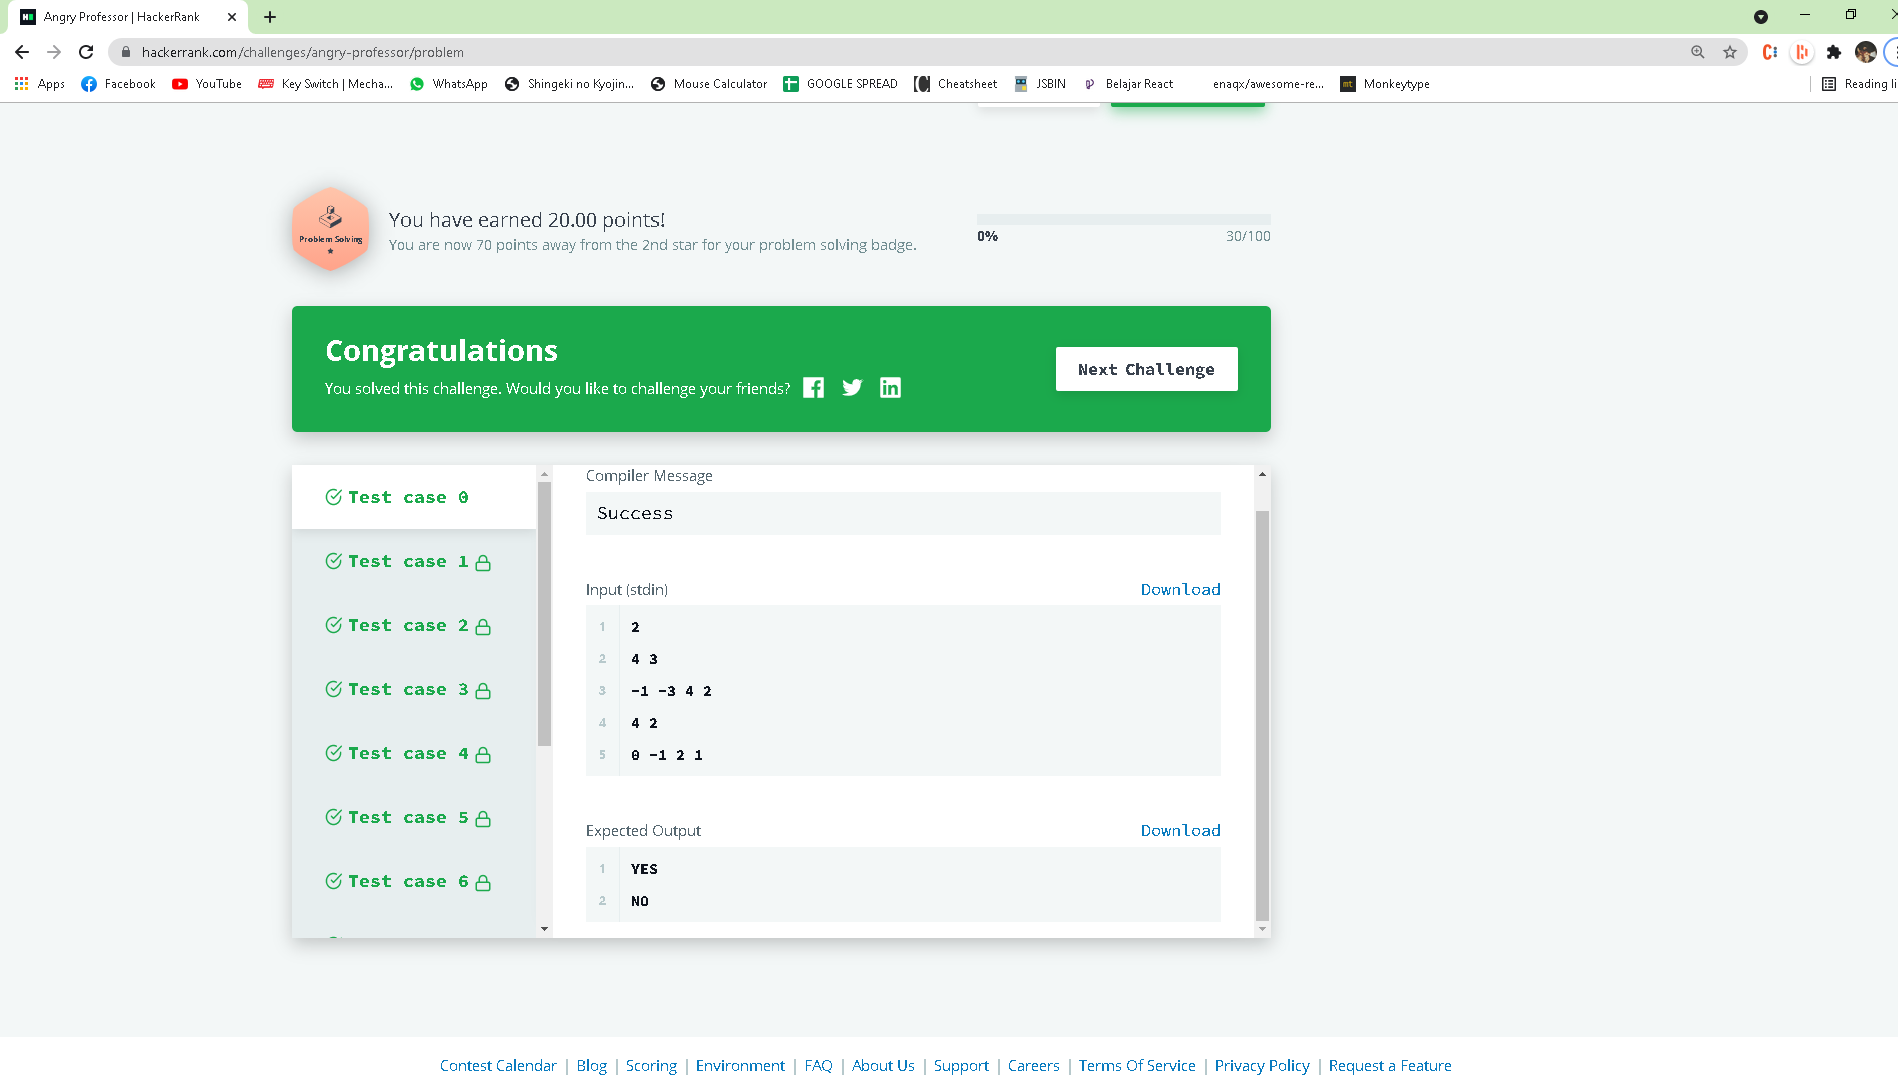 Angry Professor | HackerRank
hackerrank.com/challenges/angry-professor/problem
Apps Facebook YouTube Key Switch | Mecha... WhatsApp Shingeki no Kyojin... Mouse Calculator GOOGLE SPREAD Cheatsheet JSBIN Belajar React enaqx/awesome-re... mt Monkeytype Reading li
Problem Solving
You have earned 20.00 points!
You are now 70 points away from the 2nd star for your problem solving badge.
0% 30/100
Congratulations
You solved this challenge. Would you like to challenge your friends?
Next Challenge
Test case 0
Test case 1
Test case 2
Test case 3
Test case 4
Test case 5
Test case 6
Compiler Message
Success
Input (stdin) Download
1 2
2 4 3
3 -1 -3 4 2
4 4 2
5 0 -1 2 1
Expected Output Download
1 YES
2 NO
Contest Calendar | Blog | Scoring | Environment | FAQ | About Us | Support | Careers | Terms Of Service | Privacy Policy | Request a Feature